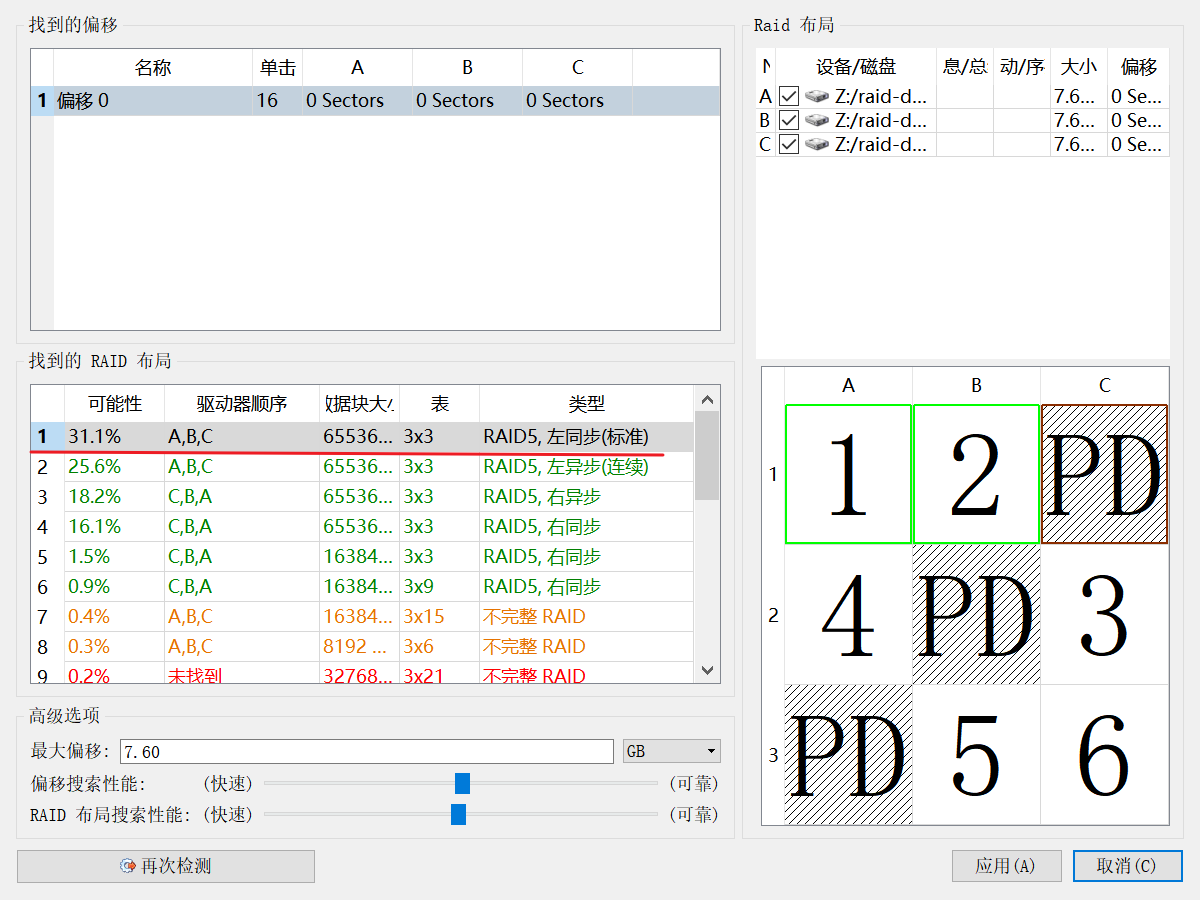 找到的偏移
名称 单击 A B C
1 偏移 0 16 0 Sectors 0 Sectors 0 Sectors
找到的 RAID 布局
可能性 驱动器顺序 数据块大小 表 类型
1 31.1% A,B,C 65536... 3x3 RAID5, 左同步(标准)
2 25.6% A,B,C 65536... 3x3 RAID5, 左异步(连续)
3 18.2% C,B,A 65536... 3x3 RAID5, 右异步
4 16.1% C,B,A 65536... 3x3 RAID5, 右同步
5 1.5% C,B,A 16384... 3x3 RAID5, 右同步
6 0.9% C,B,A 16384... 3x9 RAID5, 右同步
7 0.4% A,B,C 16384... 3x15 不完整 RAID
8 0.3% A,B,C 8192 ... 3x6 不完整 RAID
9 0.2% 未找到 32768... 3x21 不完整 RAID
高级选项
最大偏移: 7.60 GB
偏移搜索性能: (快速) (可靠)
RAID 布局搜索性能: (快速) (可靠)
再次检测
Raid 布局
设备/磁盘 息/总 动/序 大小 偏移
A Z:/raid-d... 7.6... 0 Se...
B Z:/raid-d... 7.6... 0 Se...
C Z:/raid-d... 7.6... 0 Se...
A B C
1 1 2 PD
2 4 PD 3
3 PD 5 6
应用(A) 取消(C)